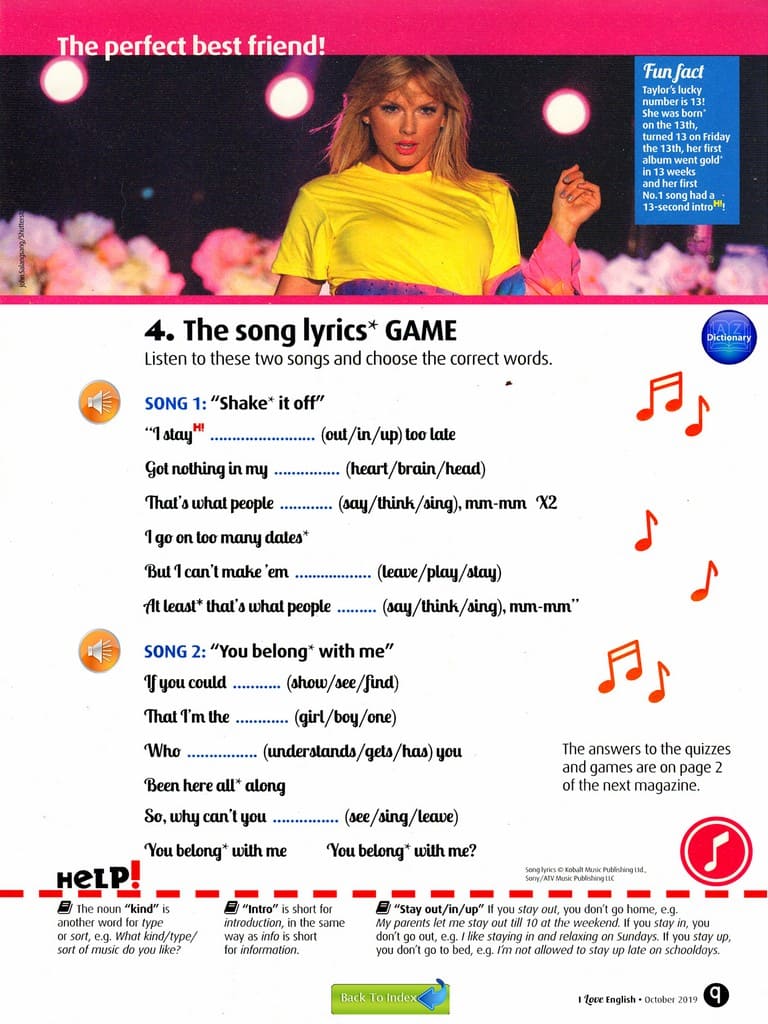 The perfect best friend!
Fun fact
Taylor's lucky
number is 13!
She was born*
on the 13th,
turned 13 on Friday
the 13th, her first
album went gold*
in 13 weeks
and her first
No.1 song had a
13-second intro H!!
4. The song lyrics* GAME
Listen to these two songs and choose the correct words.
A Z
Dictionary
SONG 1: "Shake* it off"
"I stay H! .......................... (out/in/up) too late
Got nothing in my ............... (heart/brain/head)
That's what people ............ (say/think/sing), mm-mm X2
I go on too many dates*
But I can't make 'em .................. (leave/play/stay)
At least* that's what people ......... (say/think/sing), mm-mm"
SONG 2: "You belong* with me"
If you could ........... (show/see/find)
That I'm the ............ (girl/boy/one)
Who ................. (understands/gets/has) you
Been here all* along
So, why can't you ............... (see/sing/leave)
You belong* with me You belong* with me?
The answers to the quizzes
and games are on page 2
of the next magazine.
Song lyrics © Kobalt Music Publishing Ltd.,
Sony/ATV Music Publishing LLC
HELP!
The noun "kind" is
another word for type
or sort, e.g. What kind/type/
sort of music do you like?
"Intro" is short for
introduction, in the same
way as info is short
for information.
"Stay out/in/up" If you stay out, you don't go home, e.g.
My parents let me stay out till 10 at the weekend. If you stay in, you
don't go out, e.g. I like staying in and relaxing on Sundays. If you stay up,
you don't go to bed, e.g. I'm not allowed to stay up late on schooldays.
Back To Index
I Love English • October 2019 9